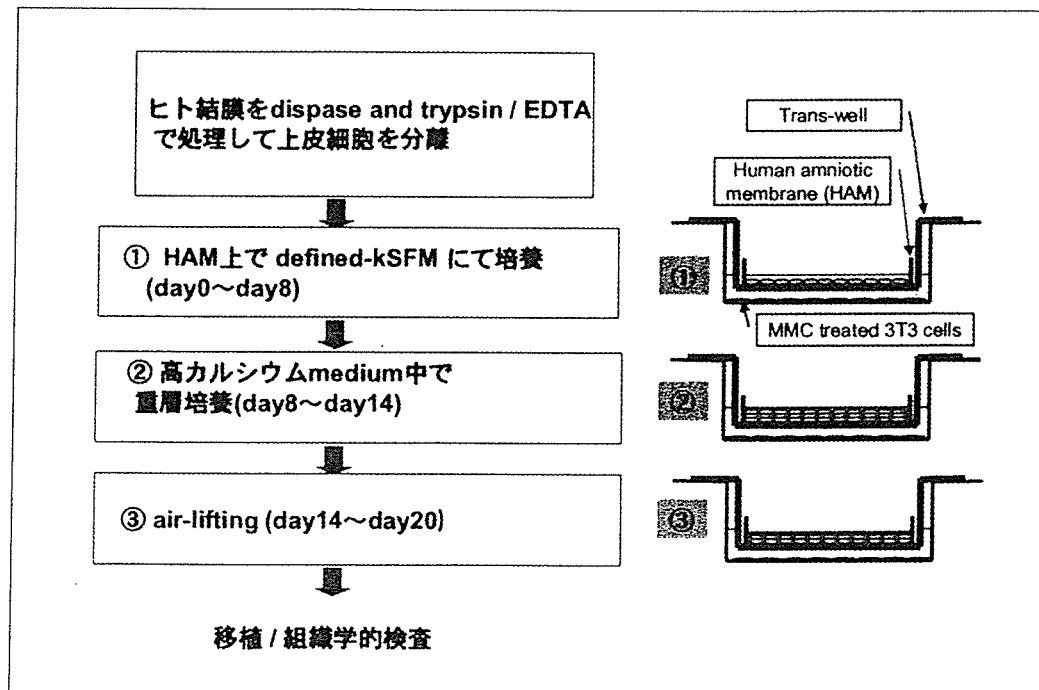 ヒト結膜をdispase and trypsin / EDTA
で処理して上皮細胞を分離
① HAM上で defined-kSFM にて培養
(day0～day8)
② 高カルシウムmedium中で
重層培養(day8～day14)
③ air-lifting (day14～day20)
移植 / 組織学的検査
Trans-well
Human amniotic
membrane (HAM)
①
MMC treated 3T3 cells
②
③